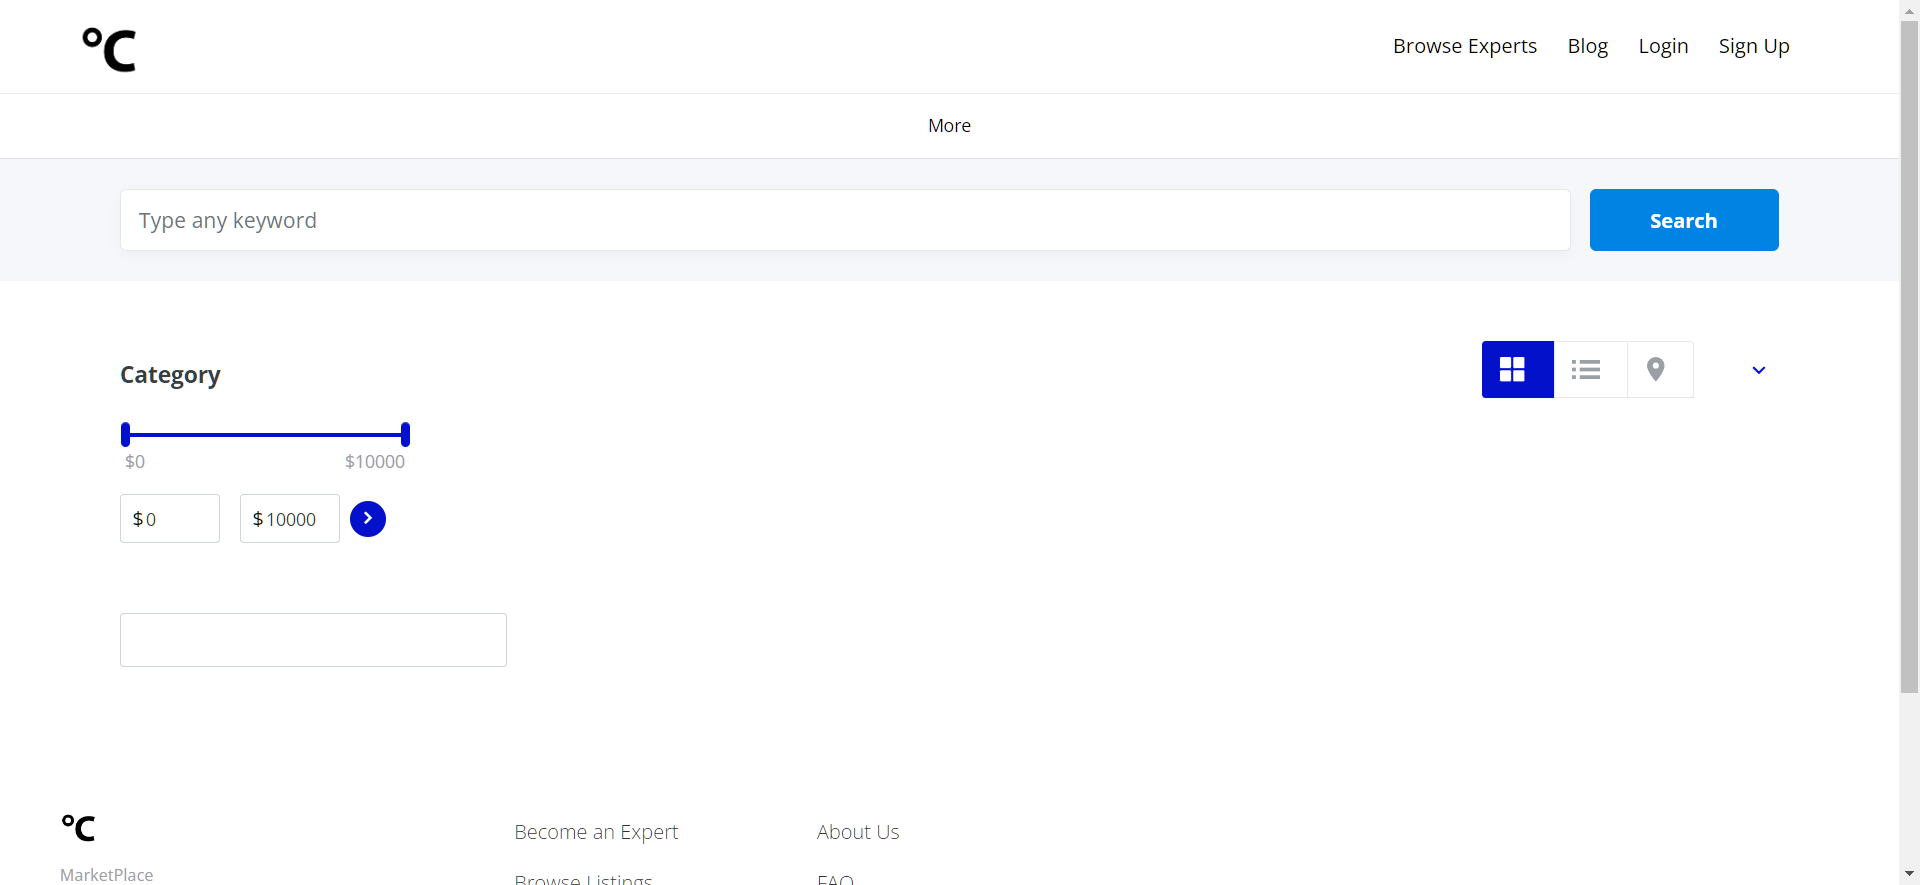 °C
Browse Experts Blog Login Sign Up
More
Type any keyword
Search
Category
$0 $10000
$ 0 $ 10000
°C
Become an Expert About Us
MarketPlace
Browse Listings FAQ